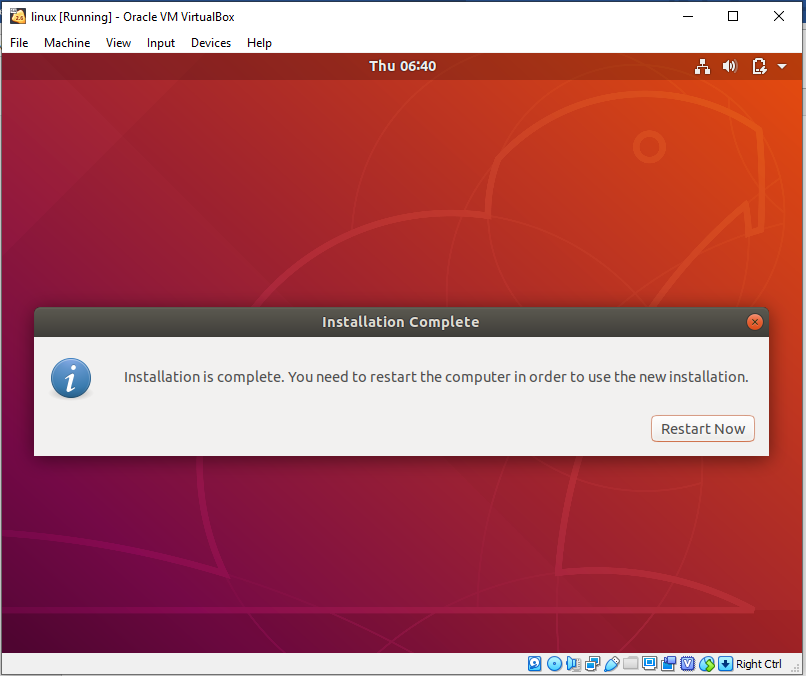 linux [Running] - Oracle VM VirtualBox
File Machine View Input Devices Help
Thu 06:40
Installation Complete
Installation is complete. You need to restart the computer in order to use the new installation.
Restart Now
Right Ctrl